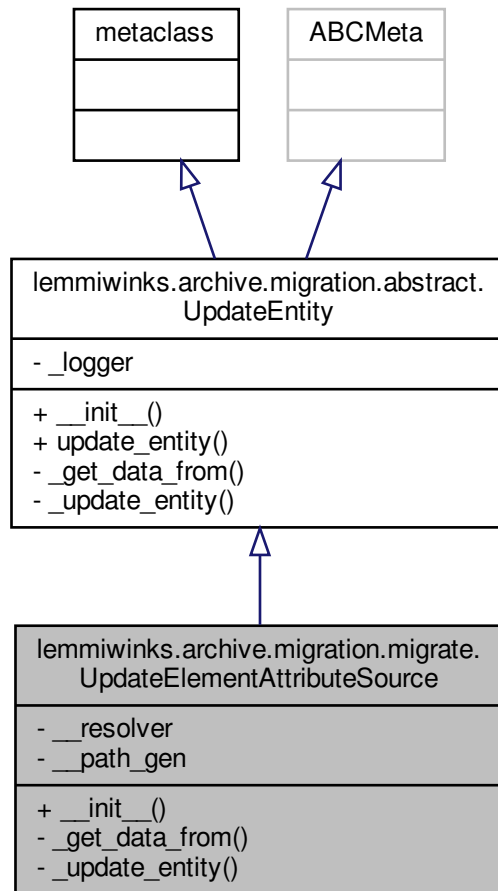 metaclass
ABCMeta
lemmiwinks.archive.migration.abstract.
UpdateEntity
- _logger
+ __init__()
+ update_entity()
- _get_data_from()
- _update_entity()
lemmiwinks.archive.migration.migrate.
UpdateElementAttributeSource
- __resolver
- __path_gen
+ __init__()
- _get_data_from()
- _update_entity()